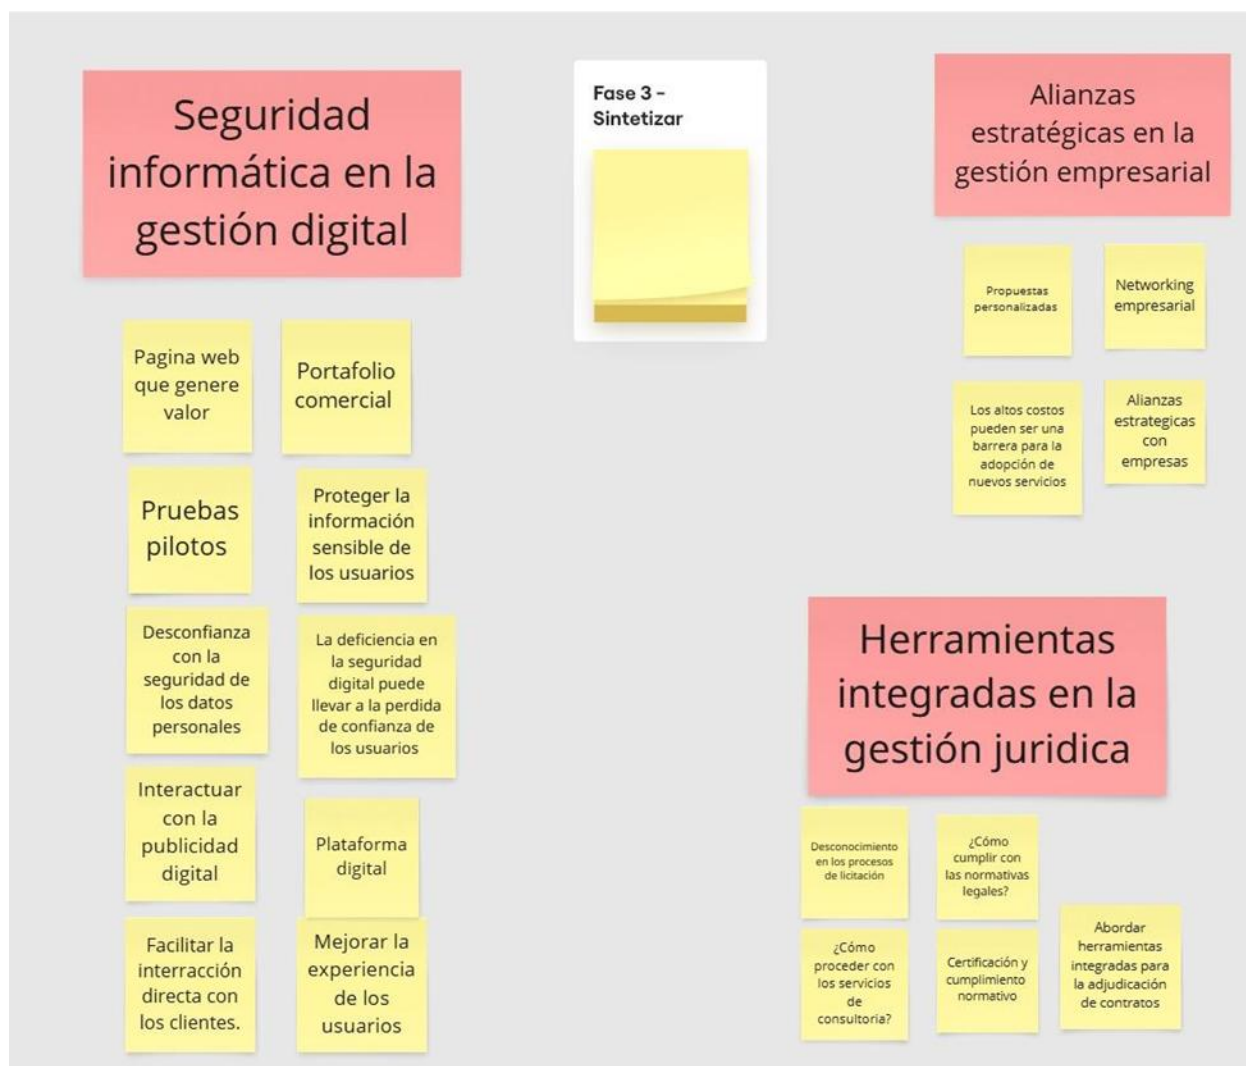 Seguridad
informática en la
gestión digital
Pagina web
que genere
valor
Portafolio
comercial
Pruebas
pilotos
Proteger la
información
sensible de
los usuarios
Desconfianza
con la
seguridad de
los datos
personales
La deficiencia en
la seguridad
digital puede
llevar a la perdida
de confianza de
los usuarios
Interactuar
con la
publicidad
digital
Plataforma
digital
Facilitar la
interracción
directa con
los clientes.
Mejorar la
experiencia
de los
usuarios
Fase 3 -
Sintetizar
Alianzas
estratégicas en la
gestión empresarial
Propuestas
personalizadas
Networking
empresarial
Los altos costos
pueden ser una
barrera para la
adopción de
nuevos servicios
Alianzas
estrategicas
con
empresas
Herramientas
integradas en la
gestión juridica
Desconocimiento
en los procesos
de licitación
¿Cómo
cumplir con
las normativas
legales?
¿Cómo
proceder con
los servicios
de
consultoria?
Certificación y
cumplimiento
normativo
Abordar
herramientas
integradas para
la adjudicación
de contratos